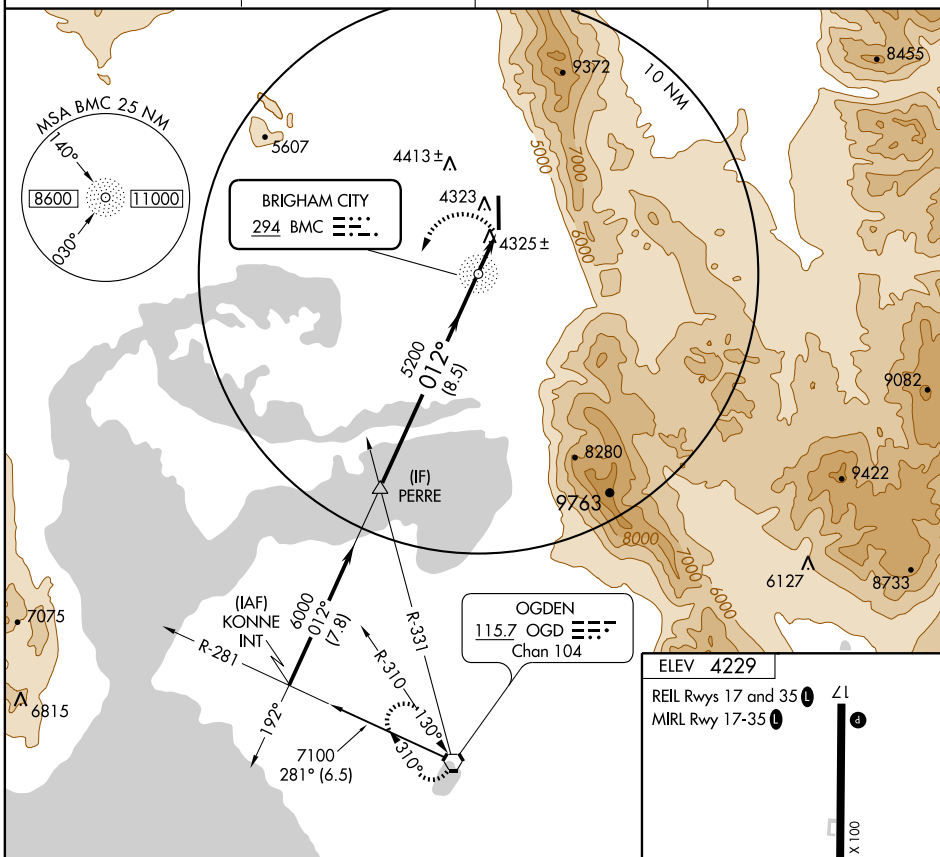 MSA BMC 25 NM
140°
8600
11000
030°
5607
4413 ±
9372
10 NM
8455
5000
7000
6000
BRIGHAM CITY
294 BMC
4323
4325 ±
5200
012°
(8.5)
9082
(IF)
PERRE
8280
9763
9422
8000
7000
6000
6127
8733
7075
6815
(IAF)
KONNE
INT
6000
012°
(7.8)
R-281
192°
R-310
R-331
130°
310°
7100
281° (6.5)
OGDEN
115.7 OGD
Chan 104
ELEV 4229
REIL Rwys 17 and 35 L
MIRL Rwy 17-35 L
17
P
X 100